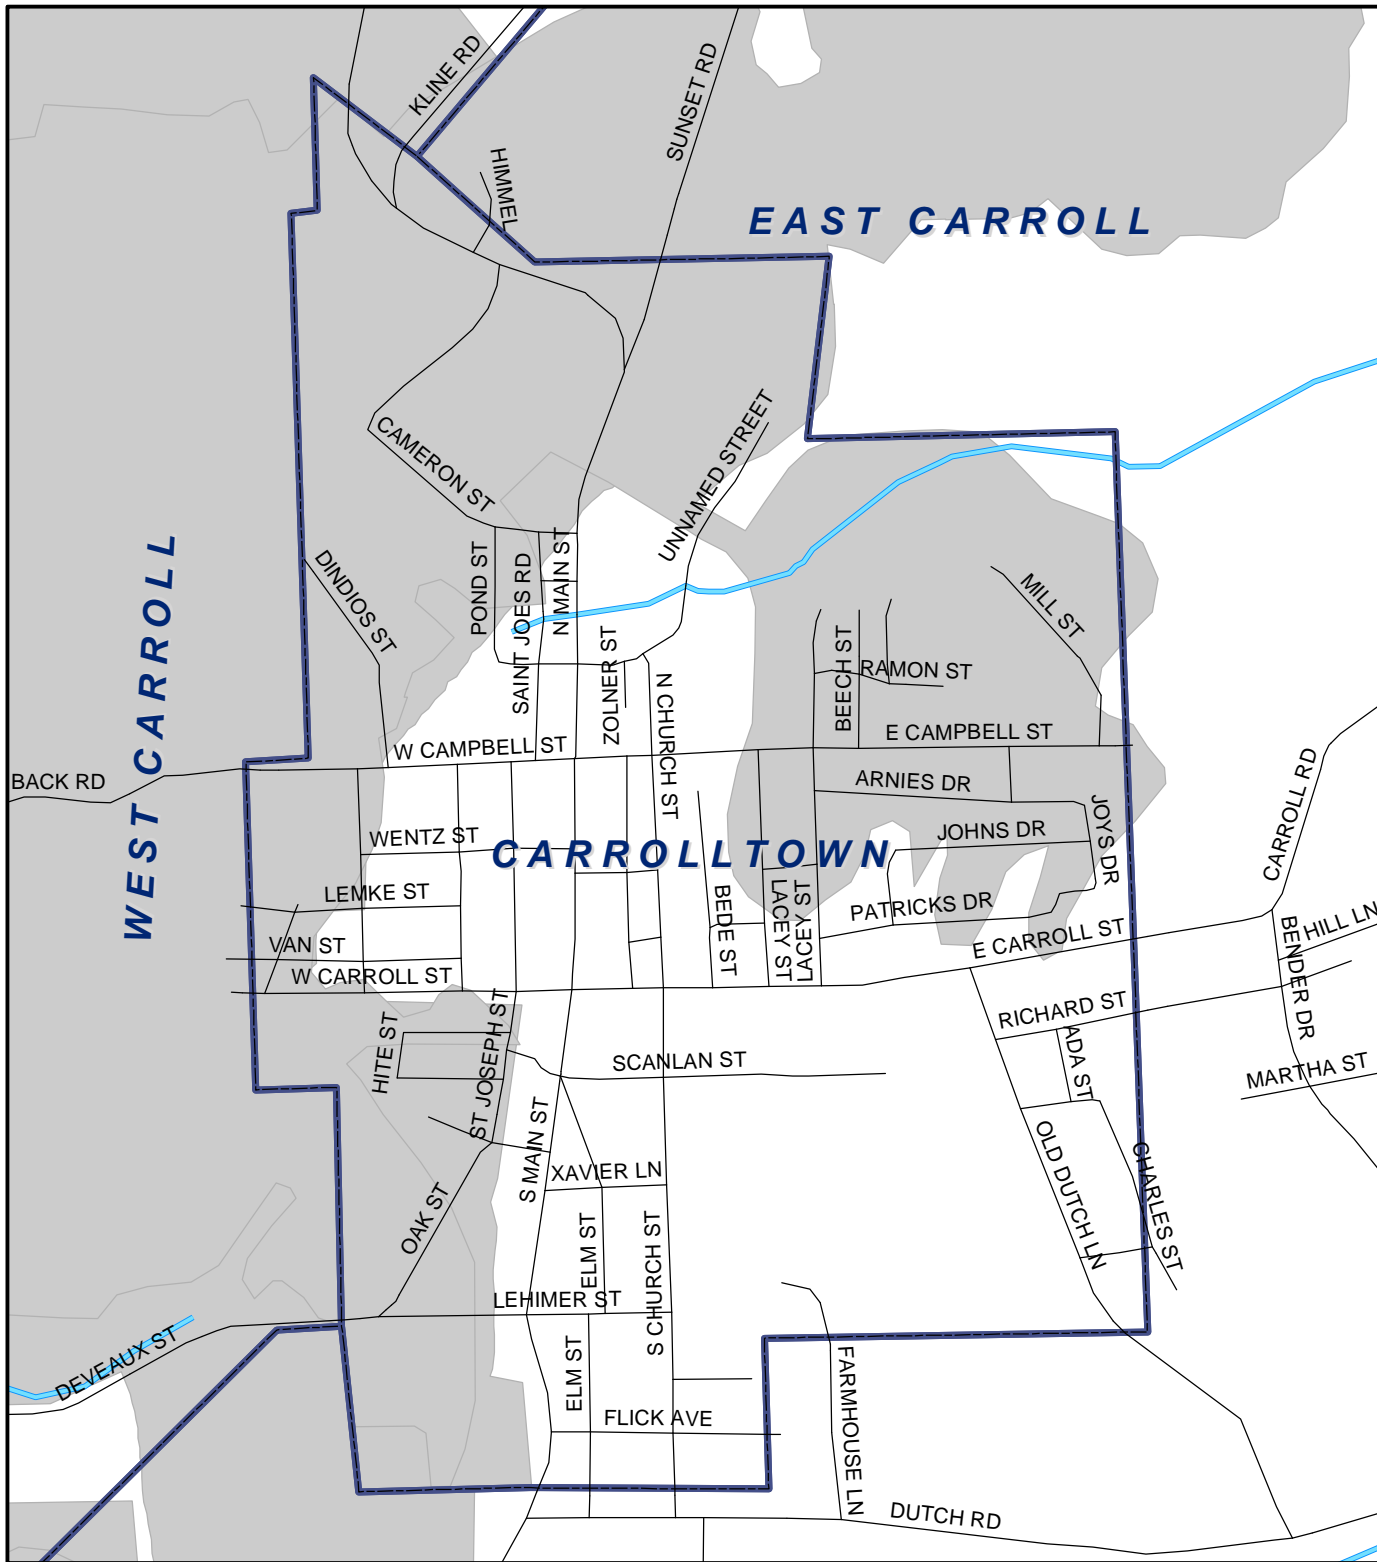 KLINE RD
SUNSET RD
HIMMEL
EAST CARROLL
CAMERON ST
UNNAMED STREET
WEST CARROLL
DINDIOS ST
POND ST
SAINT JOES RD
N MAIN ST
ZOLNER ST
N CHURCH ST
MILL ST
BEECH ST
RAMON ST
W CAMPBELL ST
E CAMPBELL ST
BACK RD
ARNIES DR
CARROLL RD
JOYS DR
WENTZ ST
CARROLLTOWN
JOHNS DR
LEMKE ST
BEDE ST
LACEY ST
LACEY ST
PATRICKS DR
VAN ST
E CARROLL ST
HILL LN
BENDER DR
W CARROLL ST
RICHARD ST
HITE ST
ST JOSEPH ST
SCANLAN ST
ADA ST
MARTHA ST
S MAIN ST
XAVIER LN
OLD DUTCH LN
CHARLES ST
OAK ST
ELM ST
S CHURCH ST
LEHIMER ST
DEVEAUX ST
ELM ST
FARMHOUSE LN
FLICK AVE
DUTCH RD